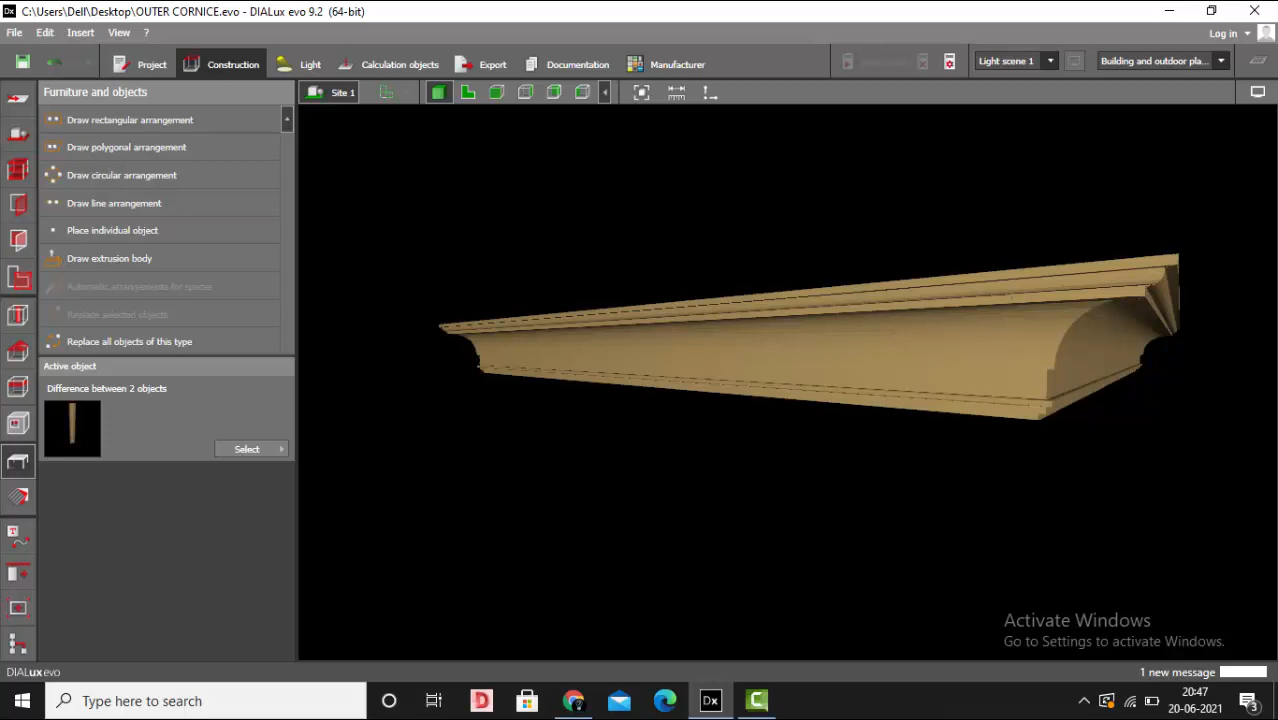 Dx C:\Users\Dell\Desktop\OUTER CORNICE.evo - DIALux evo 9.2 (64-bit)
File Edit Insert View ? Log in
Project Construction Light Calculation objects Export Documentation Manufacturer Light scene 1 Building and outdoor pla...
Furniture and objects Site 1
Draw rectangular arrangement
Draw polygonal arrangement
Draw circular arrangement
Draw line arrangement
Place individual object
Draw extrusion body
Automatic arrangements for spaces
Replace selected objects
Replace all objects of this type
Active object
Difference between 2 objects
Select
Activate Windows
Go to Settings to activate Windows.
DIALux evo 1 new message
Type here to search D Dx C 20:47
20-06-2021 3